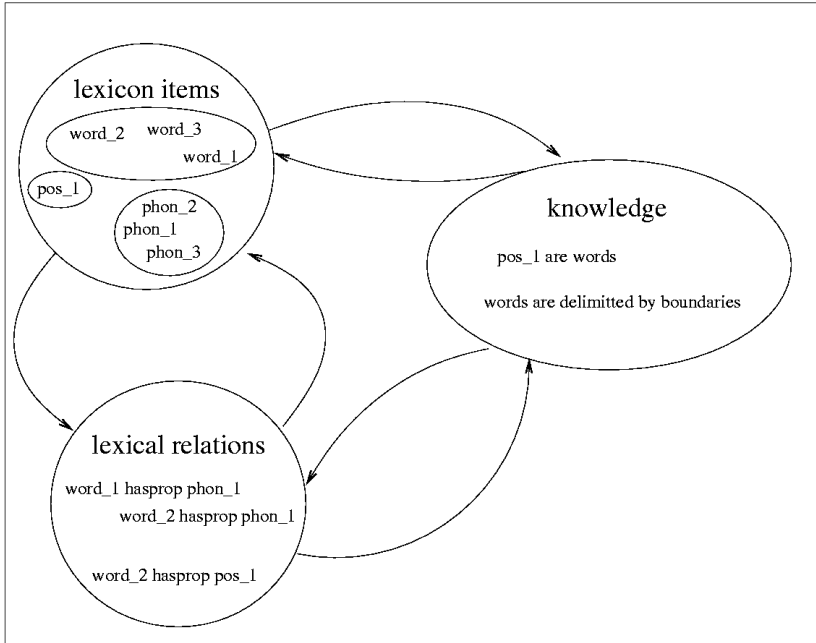 lexicon items
word_2
word_3
word_1
pos_1
phon_2
phon_1
phon_3
knowledge
pos_1 are words
words are delimitted by boundaries
lexical relations
word_1 hasprop phon_1
word_2 hasprop phon_1
word_2 hasprop pos_1